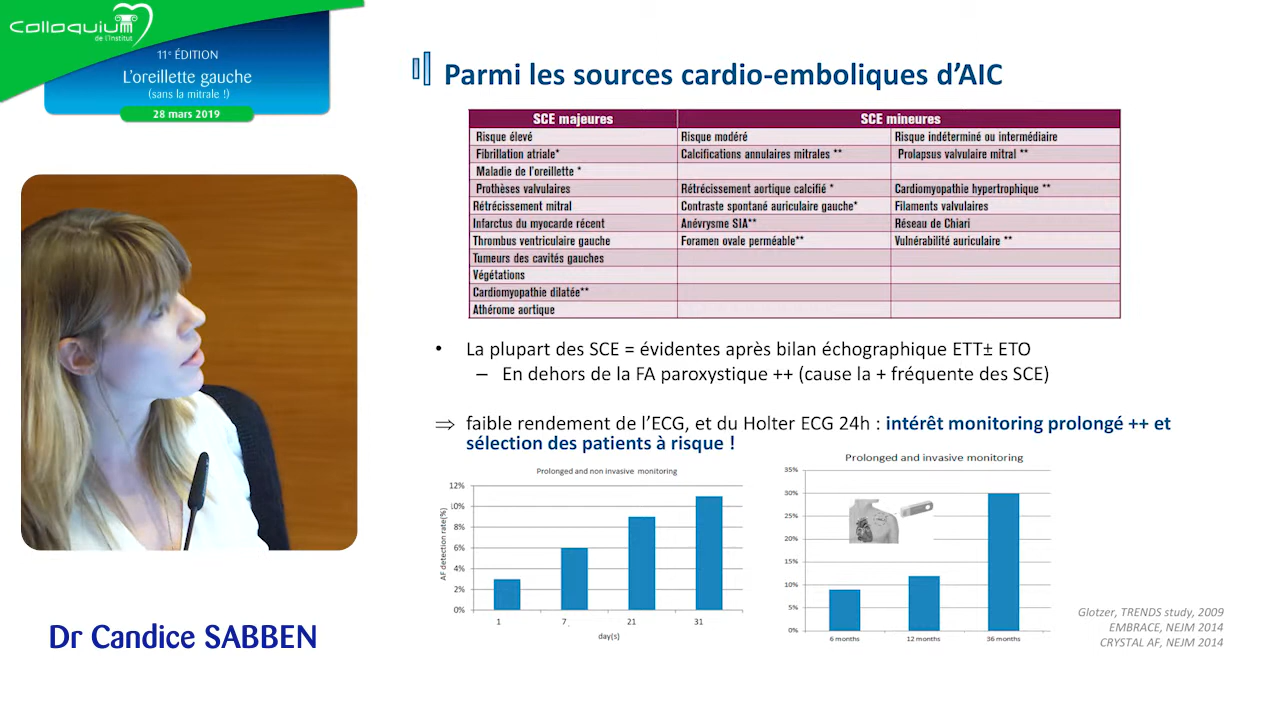 Colloquium
de l'Institut
11e ÉDITION
L'oreillette gauche
(sans la mitrale !)
28 mars 2019
Dr Candice SABBEN
Parmi les sources cardio-emboliques d'AIC
SCE majeures SCE mineures
Risque élevé Risque modéré Risque indéterminé ou intermédiaire
Fibrillation atriale* Calcifications annulaires mitrales ** Prolapsus valvulaire mitral **
Maladie de l'oreillette *
Prothèses valvulaires Rétrécissement aortique calcifié * Cardiomyopathie hypertrophique **
Rétrécissement mitral Contraste spontané auriculaire gauche* Filaments valvulaires
Infarctus du myocarde récent Anévrysme SIA** Réseau de Chiari
Thrombus ventriculaire gauche Foramen ovale perméable** Vulnérabilité auriculaire **
Tumeurs des cavités gauches
Végétations
Cardiomyopathie dilatée**
Athérome aortique
• La plupart des SCE = évidentes après bilan échographique ETT± ETO
– En dehors de la FA paroxystique ++ (cause la + fréquente des SCE)
⇒ faible rendement de l'ECG, et du Holter ECG 24h : intérêt monitoring prolongé ++ et
sélection des patients à risque !
Prolonged and non invasive monitoring
AF detection rate(%)
12%
10%
8%
6%
4%
2%
0%
1 7 21 31
day(s)
Prolonged and invasive monitoring
35%
30%
25%
20%
15%
10%
5%
0%
6 months 12 months 36 months
Glotzer, TRENDS study, 2009
EMBRACE, NEJM 2014
CRYSTAL AF, NEJM 2014